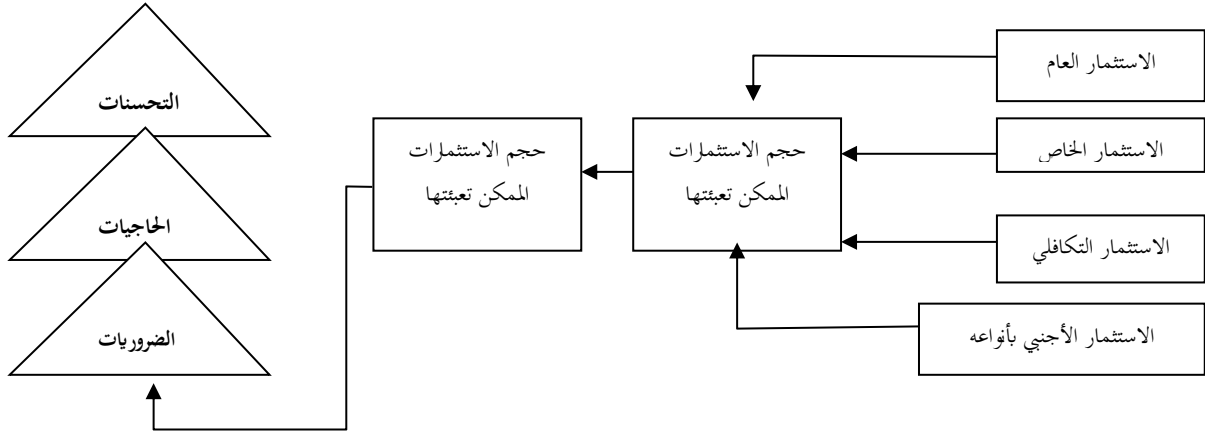 الاستثمار العام
الاستثمار الخاص
الاستثمار التكافلي
الاستثمار الأجنبي بأنواعه
حجم الاستثمارات
الممكن تعبئتها
حجم الاستثمارات
الممكن تعبئتها
التحسنات
الحاجيات
الضروريات